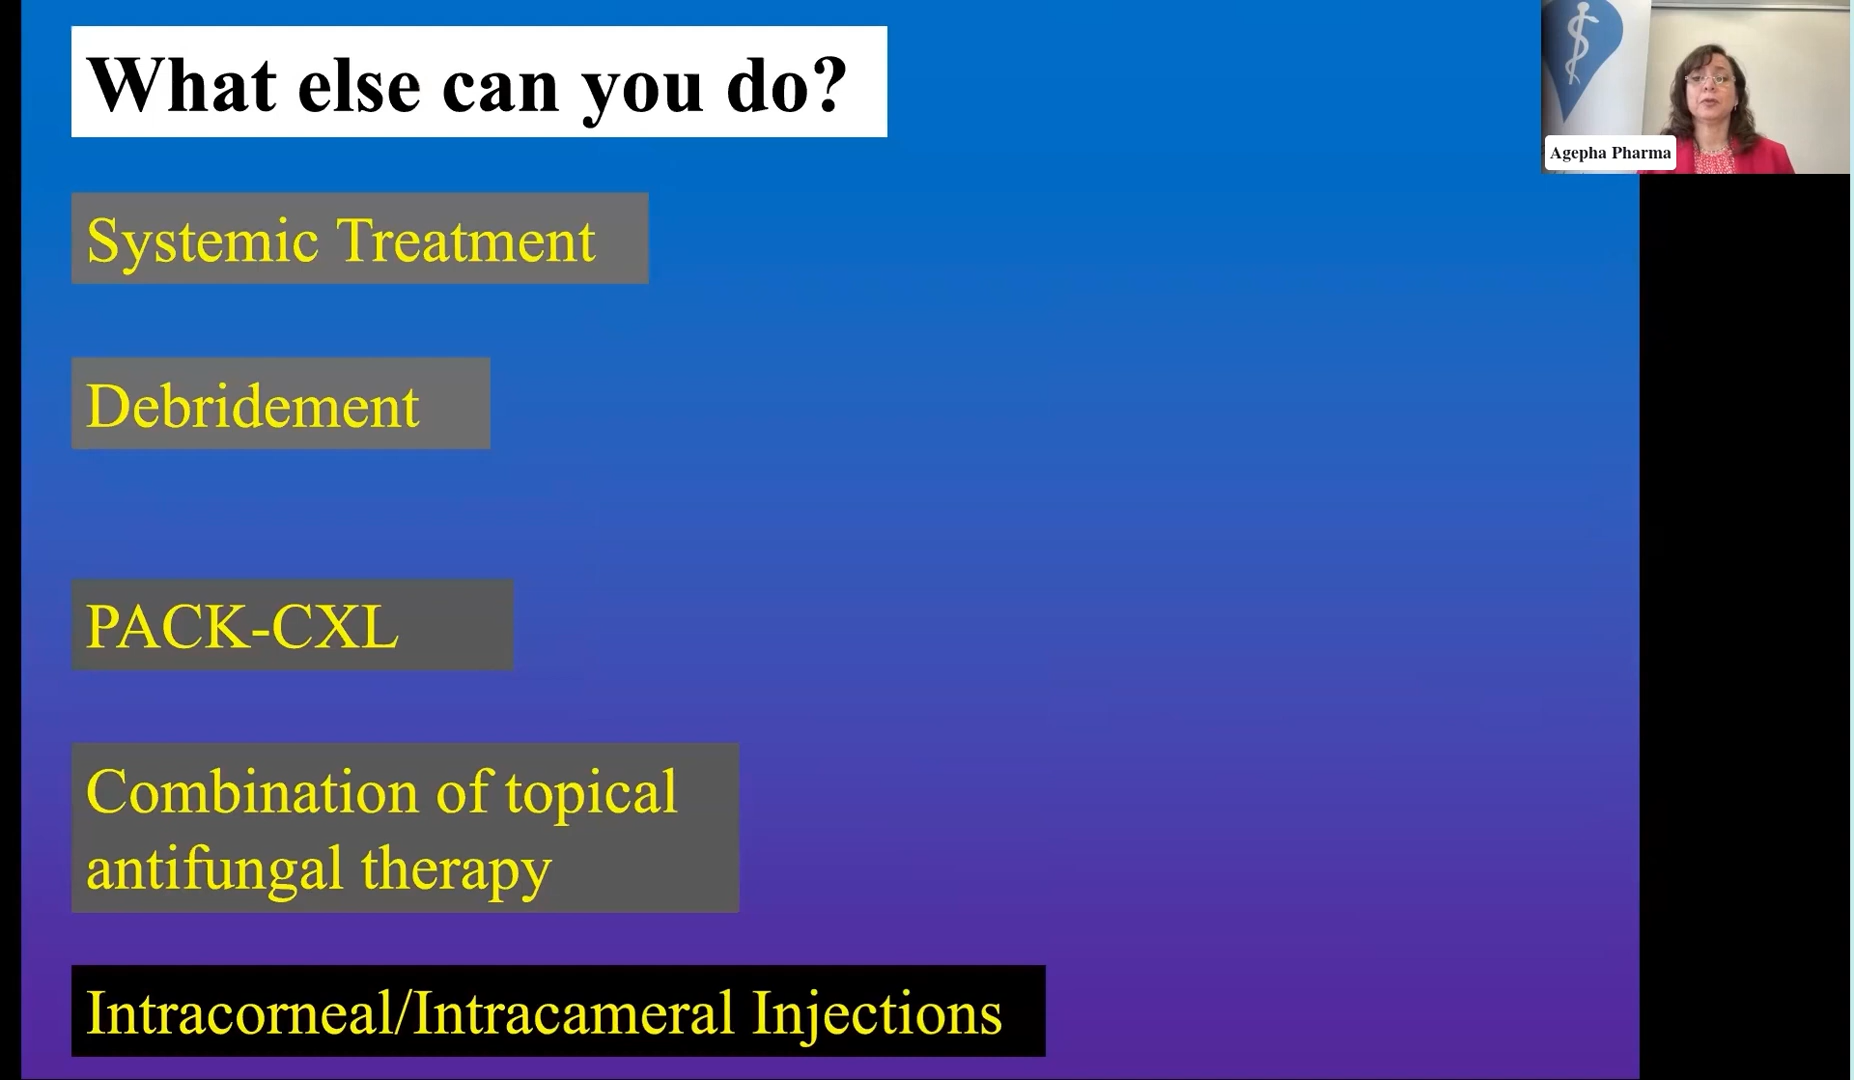 What else can you do?
Agepha Pharma
Systemic Treatment
Debridement
PACK-CXL
Combination of topical
antifungal therapy
Intracorneal/Intracameral Injections